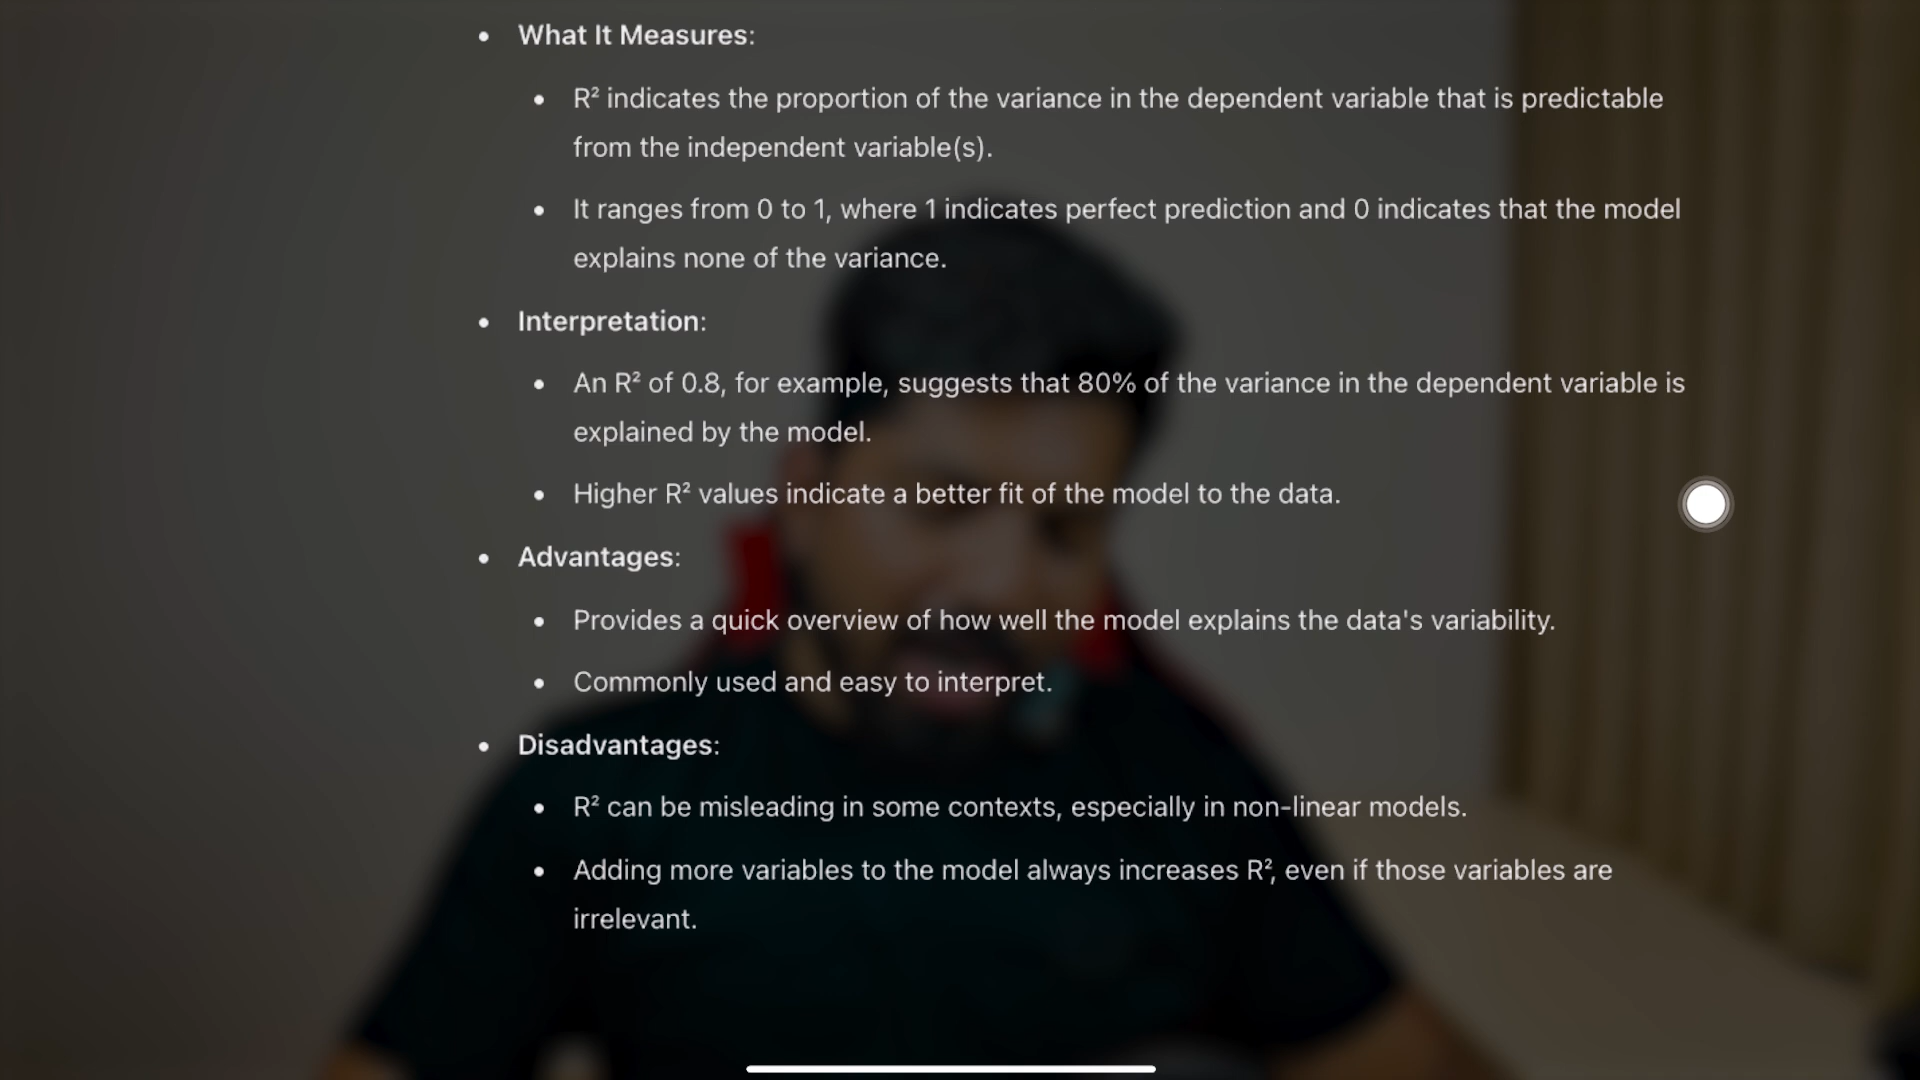 • What It Measures:
• R² indicates the proportion of the variance in the dependent variable that is predictable
from the independent variable(s).
• It ranges from 0 to 1, where 1 indicates perfect prediction and 0 indicates that the model
explains none of the variance.
• Interpretation:
• An R² of 0.8, for example, suggests that 80% of the variance in the dependent variable is
explained by the model.
• Higher R² values indicate a better fit of the model to the data.
• Advantages:
• Provides a quick overview of how well the model explains the data's variability.
• Commonly used and easy to interpret.
• Disadvantages:
• R² can be misleading in some contexts, especially in non-linear models.
• Adding more variables to the model always increases R², even if those variables are
irrelevant.